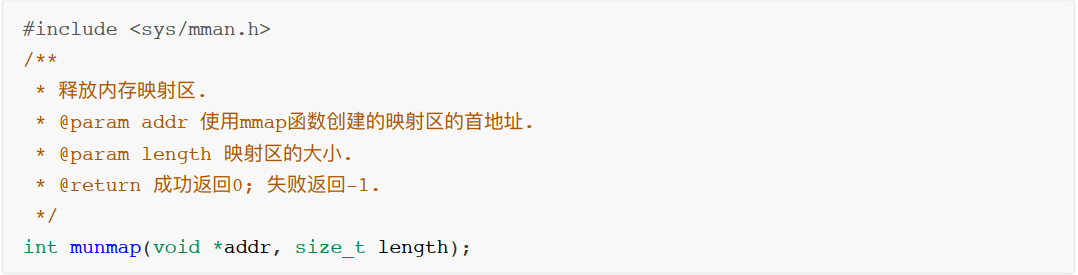 #include <sys/mman.h>
/**
 * 释放内存映射区.
 * @param addr 使用mmap函数创建的映射区的首地址.
 * @param length 映射区的大小.
 * @return 成功返回0; 失败返回-1.
 */
int munmap(void *addr, size_t length);